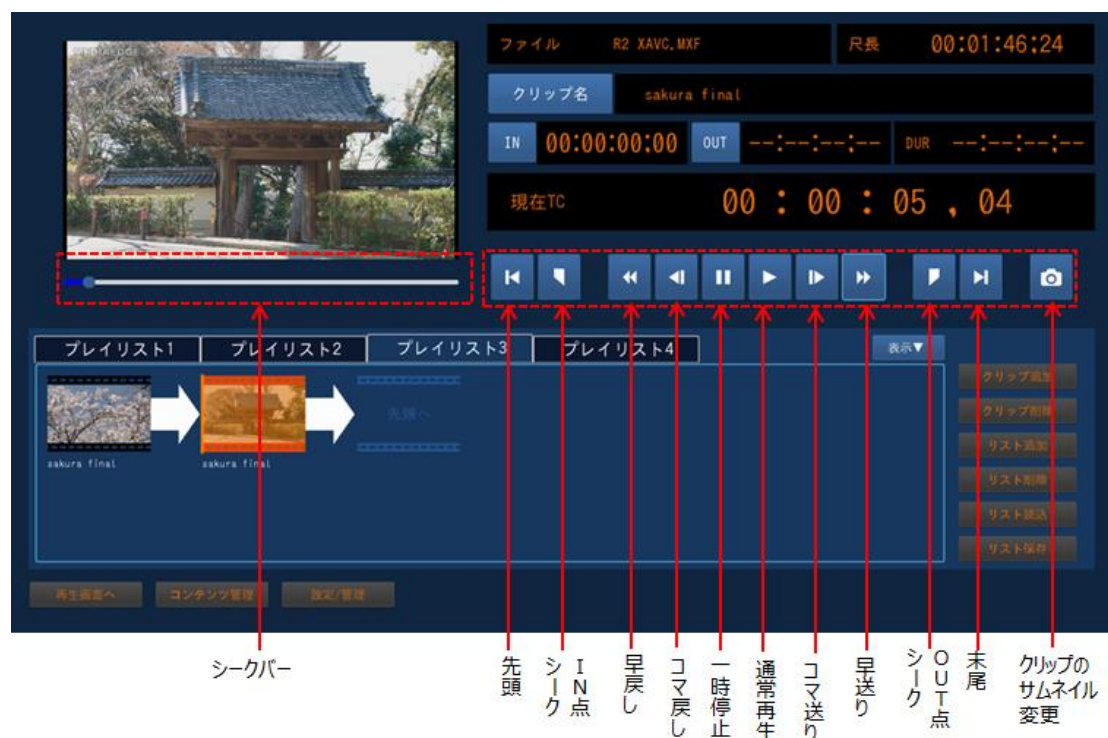 MEDIAEDGE
ファイル R2 XAVC.MXF 尺長 00:01:46;24
クリップ名 sakura final
IN 00:00:00;00 OUT --:--:--;-- DUR --:--:--;--
現在TC 00 : 00 : 05 , 04
プレイリスト1 プレイリスト2 プレイリスト3 プレイリスト4 表示▼
先頭へ
sakura final sakura final
クリップ追加
クリップ削除
リスト追加
リスト削除
リスト読込
リスト保存
再生画面へ コンテンツ管理 設定/管理
シークバー
先頭
IN点
シーク
早戻し
コマ戻し
一時停止
通常再生
コマ送り
早送り
OUT点
シーク
末尾
クリップの
サムネイル
変更